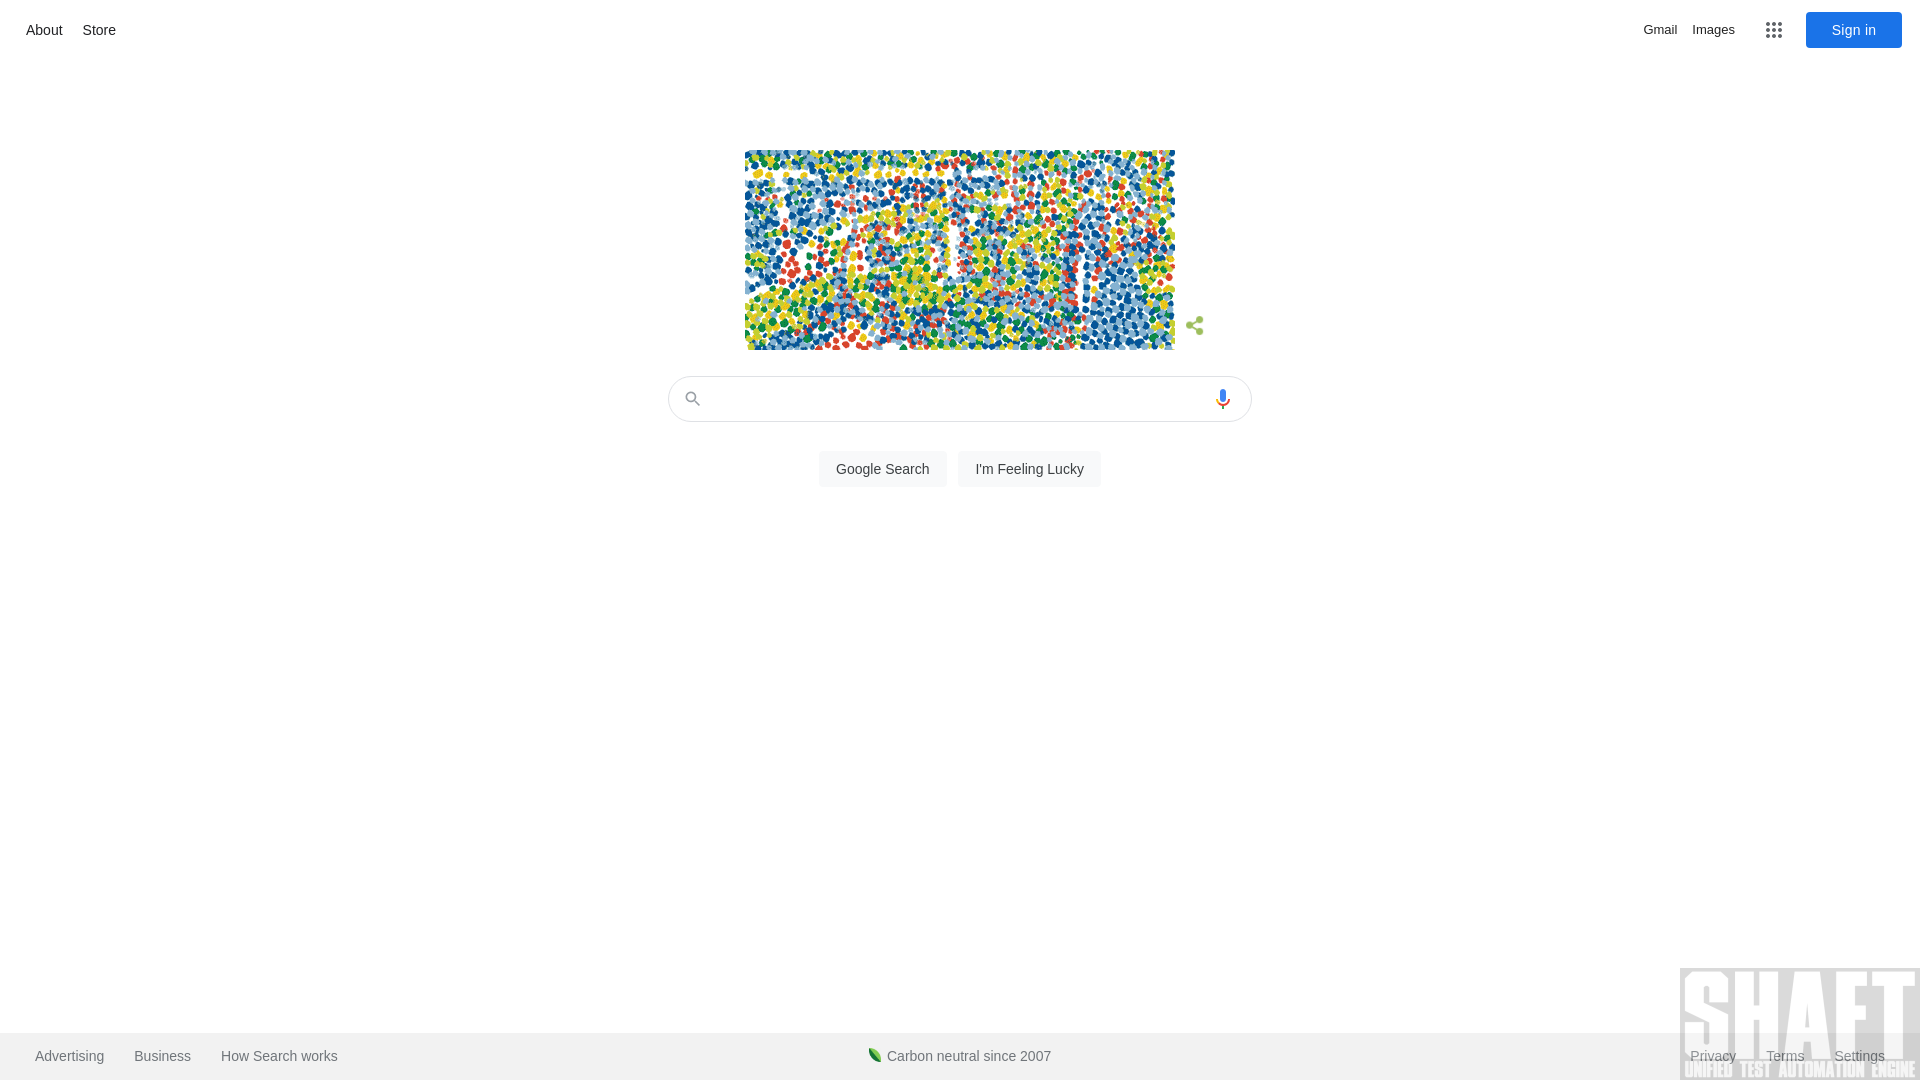 About Store
Gmail Images
Sign in
Google Search
I'm Feeling Lucky
Advertising Business How Search works
Carbon neutral since 2007
Privacy Terms Settings
SHAFT
UNIFIED TEST AUTOMATION ENGINE